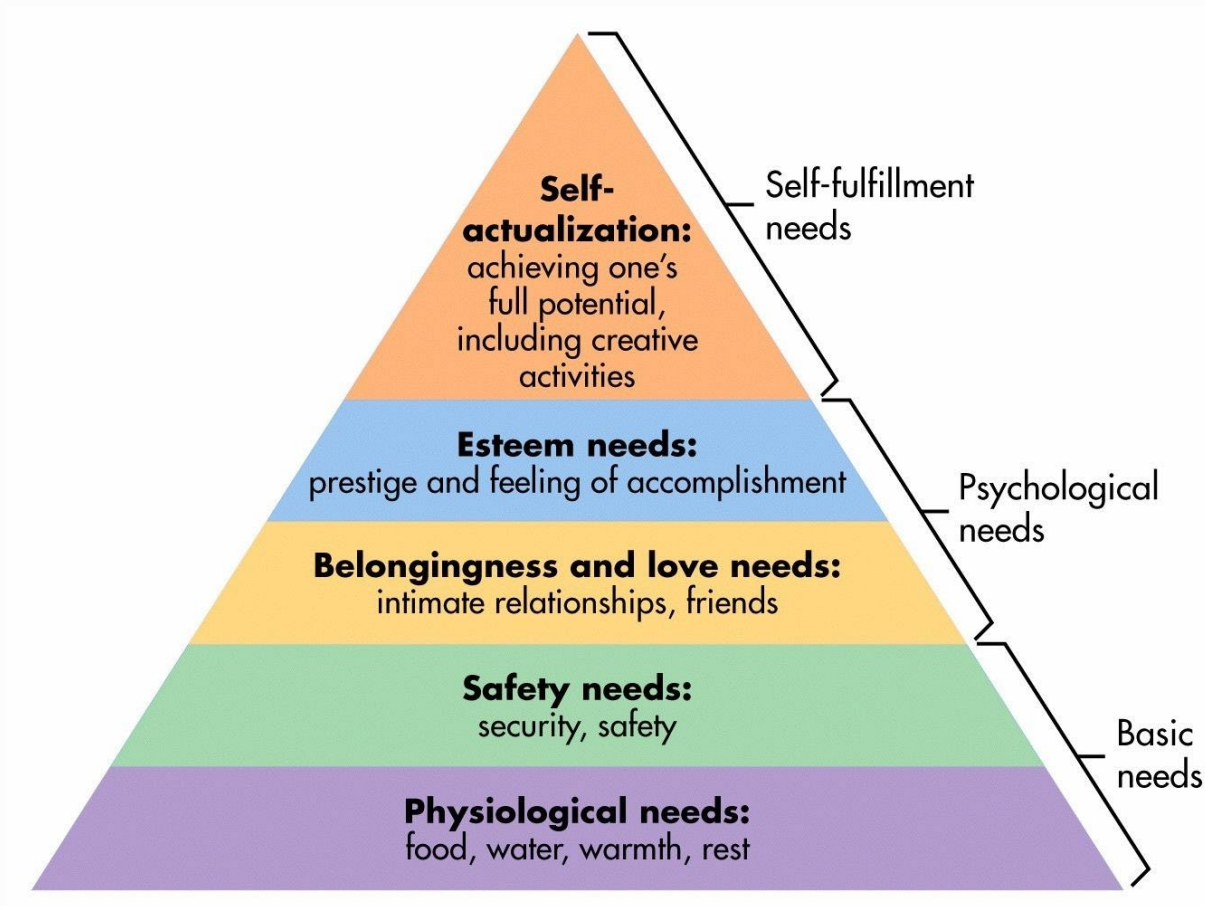 Self-
actualization:
achieving one's
full potential,
including creative
activities
Self-fulfillment
needs
Esteem needs:
prestige and feeling of accomplishment
Psychological
needs
Belongingness and love needs:
intimate relationships, friends
Safety needs:
security, safety
Basic
needs
Physiological needs:
food, water, warmth, rest